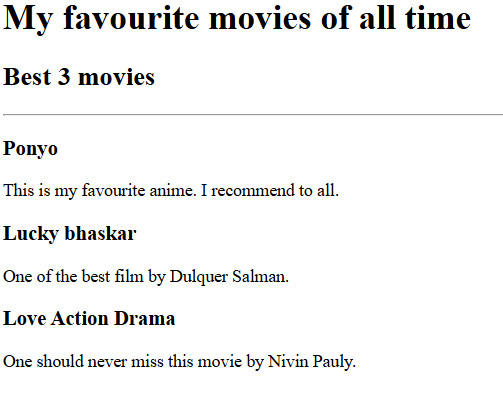 My favourite movies of all time
Best 3 movies
Ponyo
This is my favourite anime. I recommend to all.
Lucky bhaskar
One of the best film by Dulquer Salman.
Love Action Drama
One should never miss this movie by Nivin Pauly.